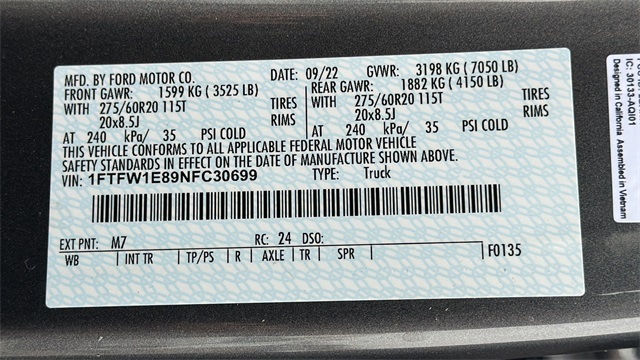 MFD. BY FORD MOTOR CO. DATE: 09/22 GVWR: 3198 KG (7050 LB)
FRONT GAWR: 1599 KG (3525 LB) REAR GAWR: 1882 KG (4150 LB)
WITH 275/60R20 115T TIRES WITH 275/60R20 115T TIRES
20x8.5J RIMS 20x8.5J RIMS
AT 240 kPa/ 35 PSI COLD AT 240 kPa/ 35 PSI COLD
THIS VEHICLE CONFORMS TO ALL APPLICABLE FEDERAL MOTOR VEHICLE
SAFETY STANDARDS IN EFFECT ON THE DATE OF MANUFACTURE SHOWN ABOVE.
VIN: 1FTFW1E89NFC30699 TYPE: Truck
EXT PNT: M7 RC: 24 DSO:
WB INT TR TP/PS R AXLE TR SPR F0135
IC: 30133-AQI01
Designed in California Assembled in Vietnam